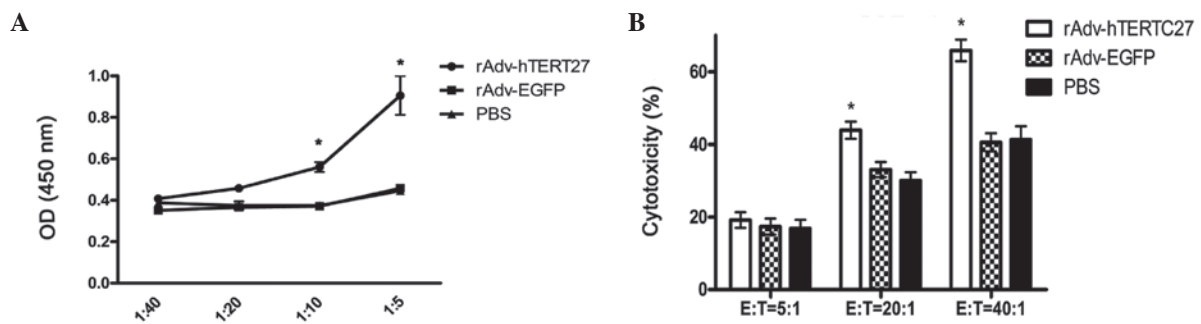 A
OD (450 nm)
1.0
0.8
0.6
0.4
0.2
0.0
1:40
1:20
1:10
1:5
*
*
rAdv-hTERT27
rAdv-EGFP
PBS
B
Cytotoxicity (%)
60
40
20
0
*
*
E:T=5:1
E:T=20:1
E:T=40:1
rAdv-hTERTC27
rAdv-EGFP
PBS